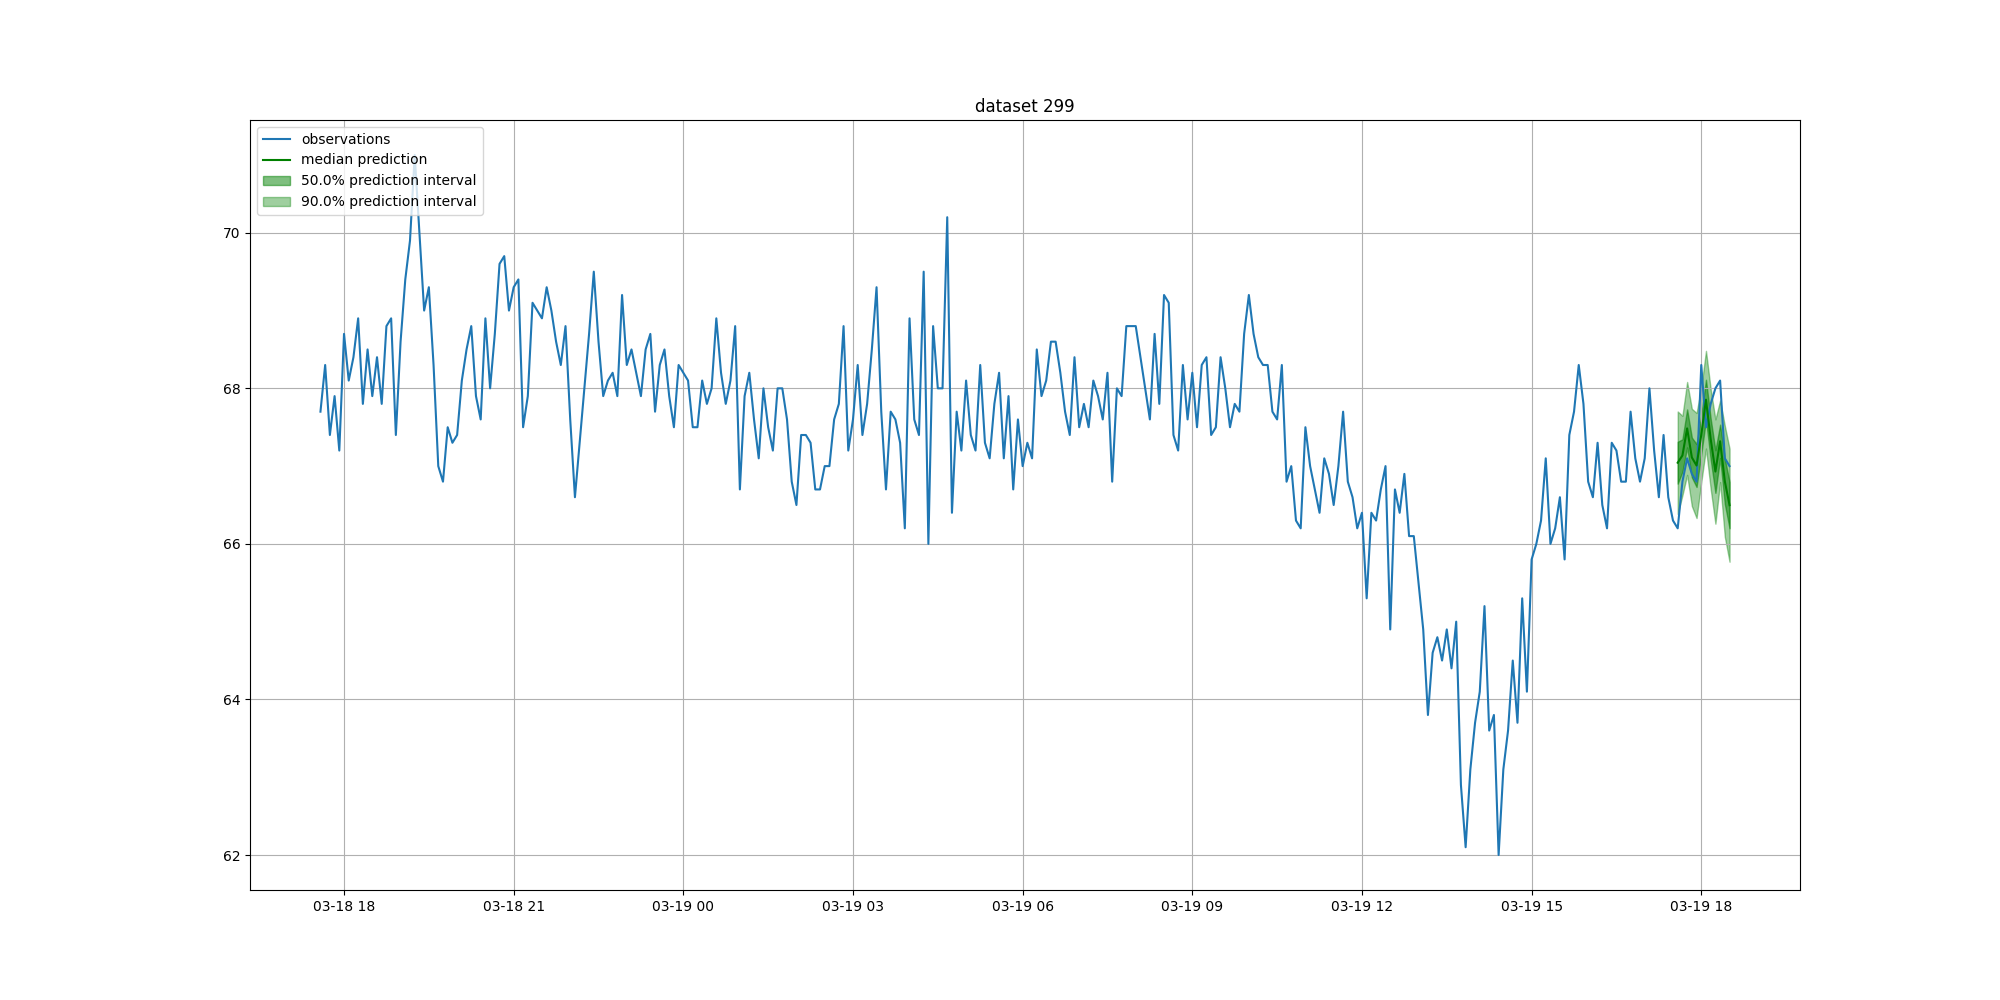 dataset 299
observations
median prediction
50.0% prediction interval
90.0% prediction interval
70
68
66
64
62
03-18 18
03-18 21
03-19 00
03-19 03
03-19 06
03-19 09
03-19 12
03-19 15
03-19 18